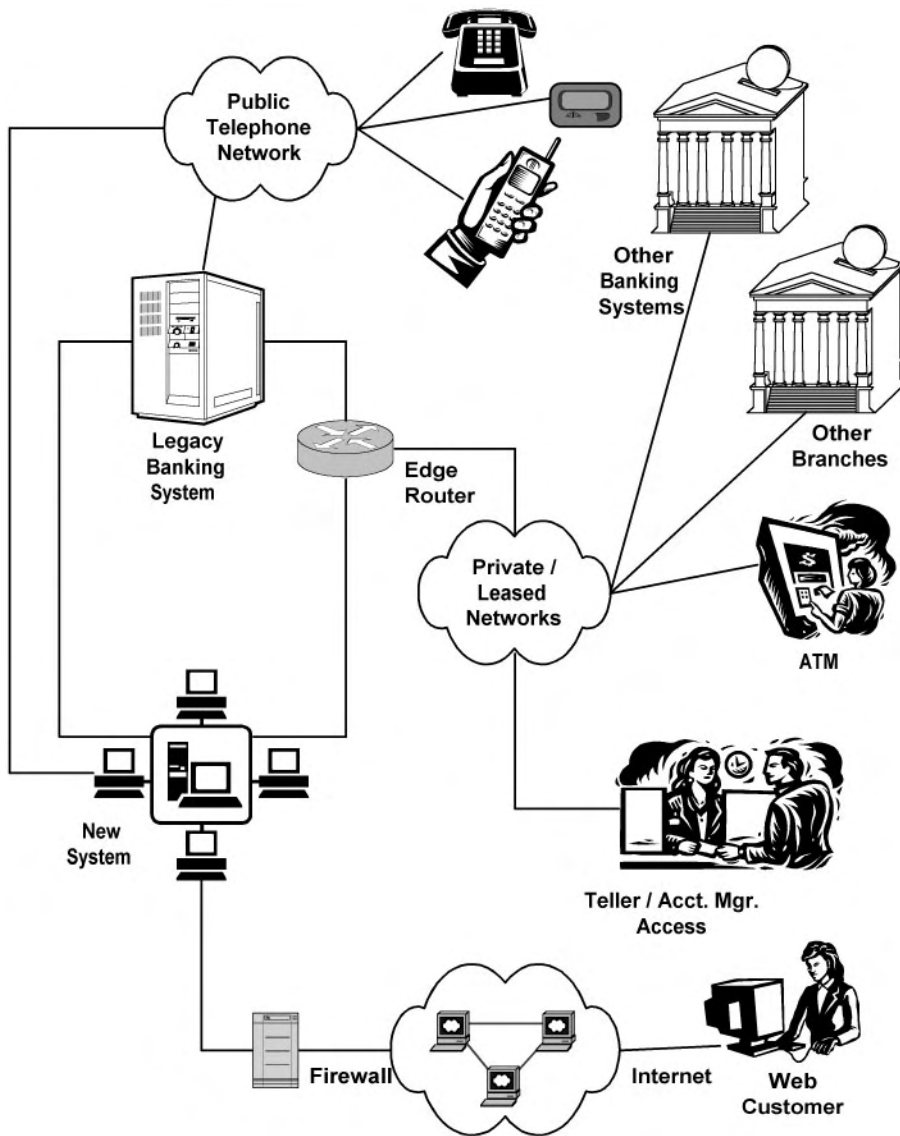 Public
Telephone
Network
Other
Banking
Systems
Other
Branches
Legacy
Banking
System
Edge
Router
Private /
Leased
Networks
$
ATM
New
System
Teller / Acct. Mgr.
Access
Firewall
Internet
Web
Customer